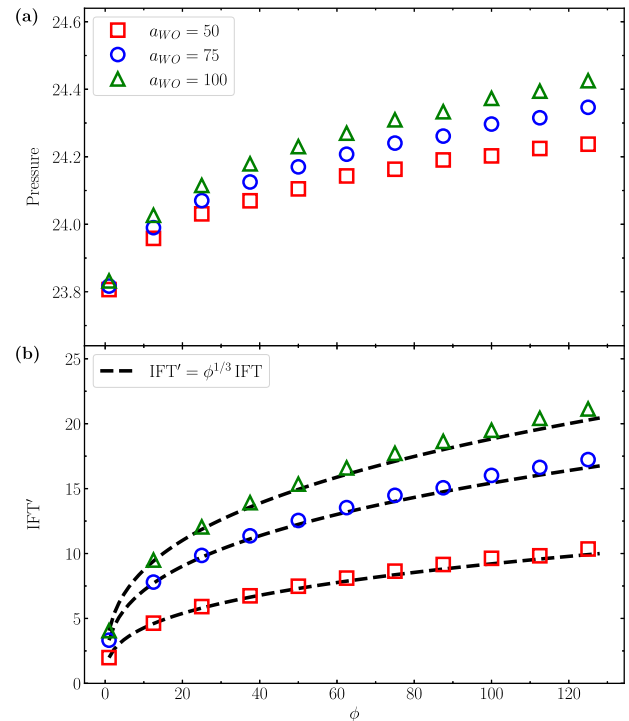 (a)
24.6
24.4
24.2
24.0
23.8
Pressure
a_{WO} = 50
a_{WO} = 75
a_{WO} = 100
(b)
25
20
15
10
5
0
IFT′
IFT′ = ϕ^{1/3} IFT
0 20 40 60 80 100 120
ϕ